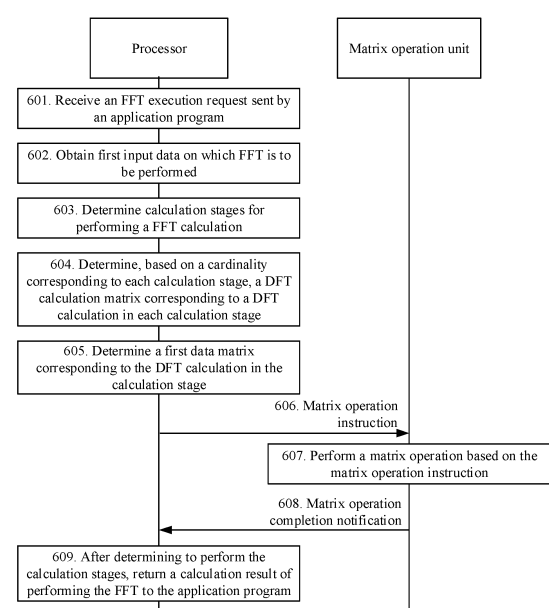 Processor
Matrix operation unit
601. Receive an FFT execution request sent by
an application program
602. Obtain first input data on which FFT is to
be performed
603. Determine calculation stages for
performing a FFT calculation
604. Determine, based on a cardinality
corresponding to each calculation stage, a DFT
calculation matrix corresponding to a DFT
calculation in each calculation stage
605. Determine a first data matrix
corresponding to the DFT calculation in the
calculation stage
606. Matrix operation
instruction
607. Perform a matrix operation based on the
matrix operation instruction
608. Matrix operation
completion notification
609. After determining to perform the
calculation stages, return a calculation result of
performing the FFT to the application program